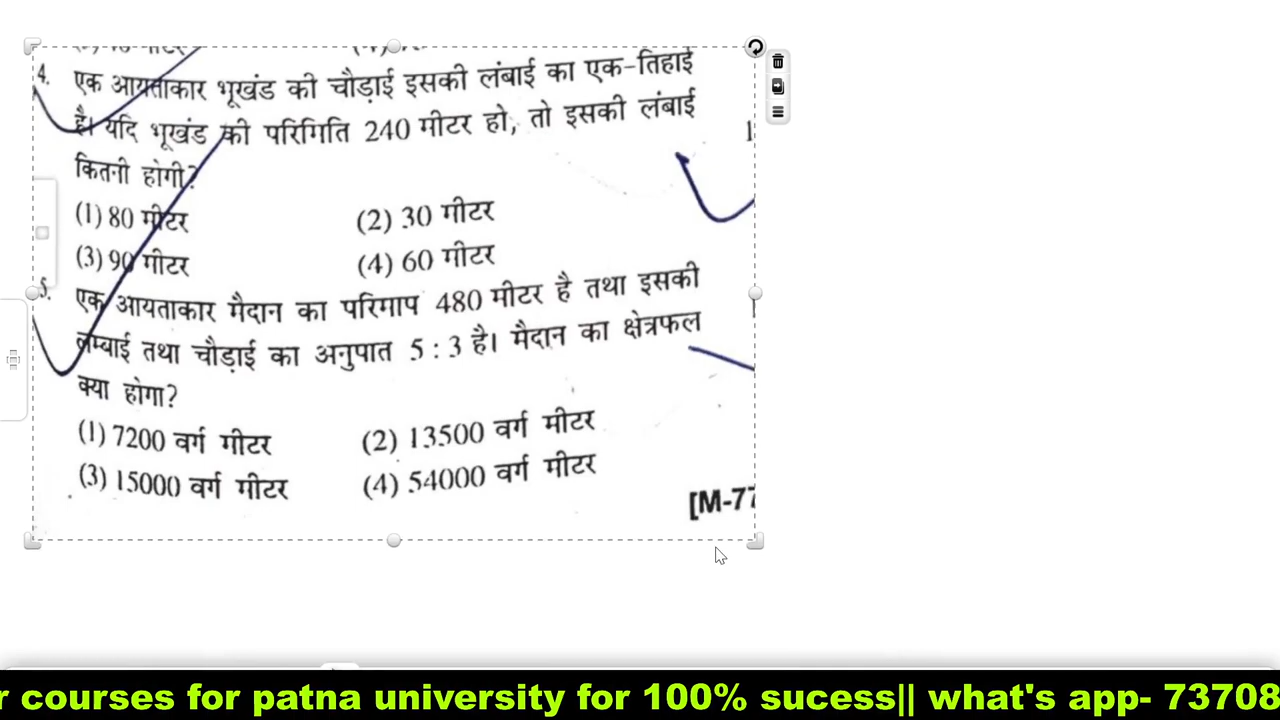 4. एक आयताकार भूखंड की चौड़ाई इसकी लंबाई का एक-तिहाई
है। यदि भूखंड की परिगिति 240 मीटर हो, तो इसकी लंबाई
कितनी होगी?
(1) 80 मीटर (2) 30 मीटर
(3) 90 मीटर (4) 60 मीटर
5. एक आयताकार मैदान का परिमाप 480 मीटर है तथा इसकी
लम्बाई तथा चौड़ाई का अनुपात 5 : 3 है। मैदान का क्षेत्रफल
क्या होगा?
(1) 7200 वर्ग मीटर (2) 13500 वर्ग मीटर
(3) 15000 वर्ग मीटर (4) 54000 वर्ग मीटर
[M-77
r courses for patna university for 100% sucess|| what's app- 73708